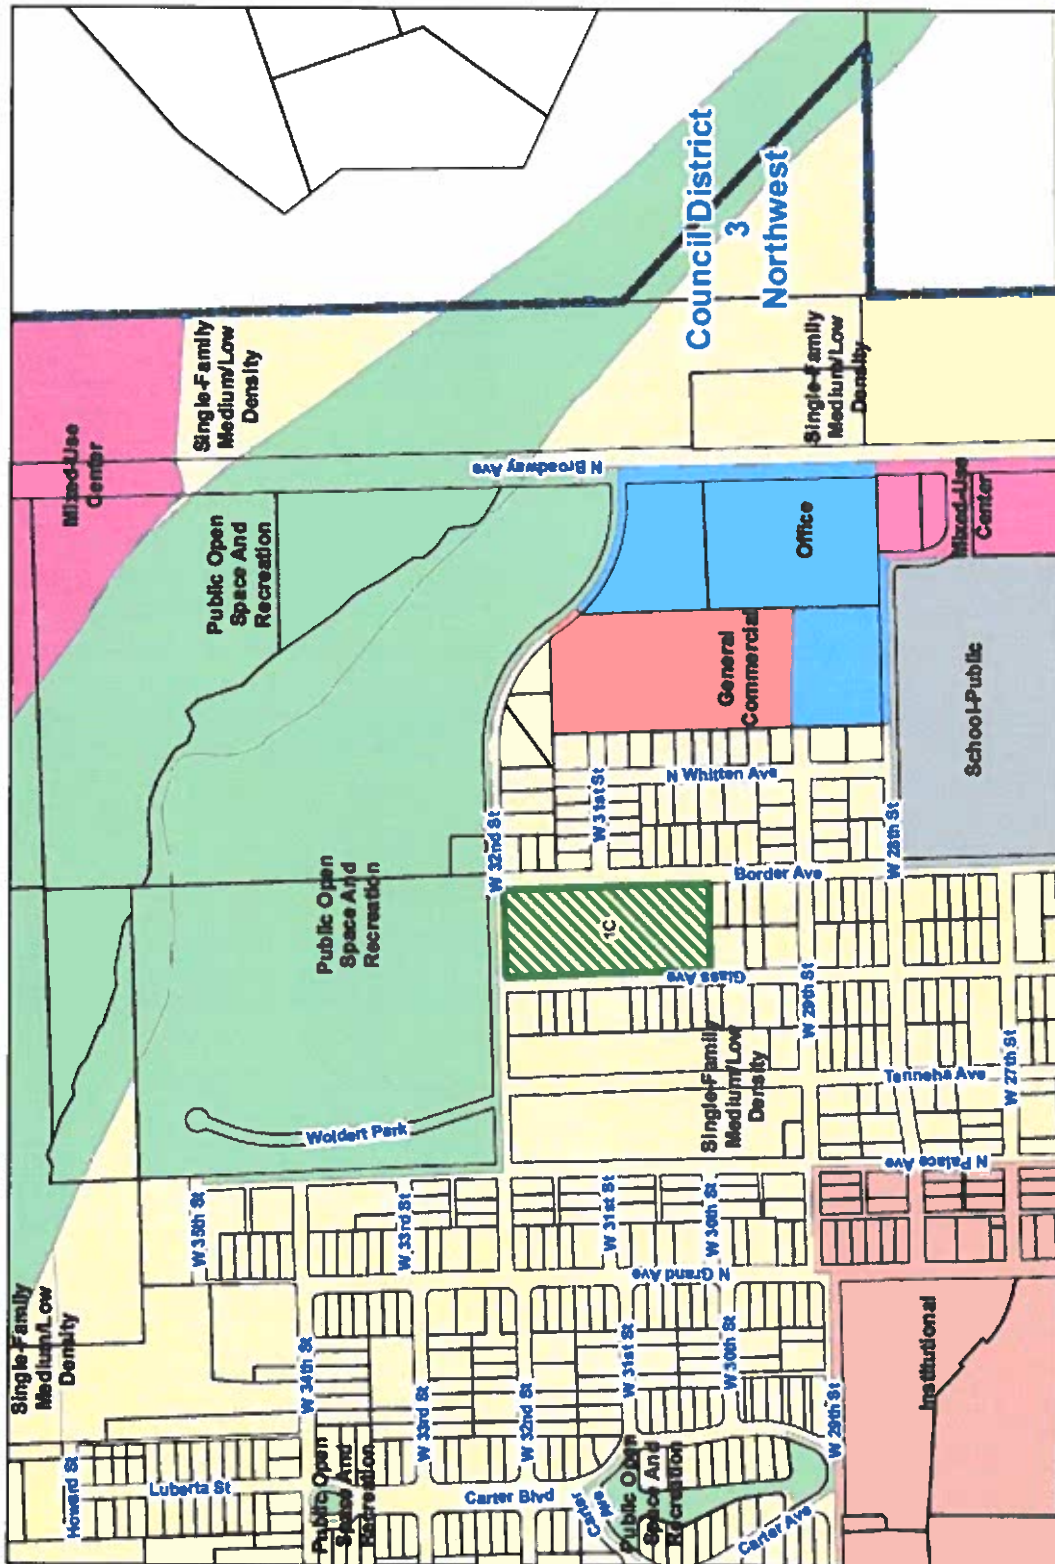 Single-Family
Medium/Low
Density
Howard St
Luberta St
Public Open
Space And
Recreation
W 34th St
W 35th St
W 33rd St
W 33rd St
W 32nd St
Carter Blvd
Carter
Ave
Public Open
Space And
Recreation
Carter Ave
W 31st St
W 30th St
W 29th St
N Grand Ave
W 31st St
W 30th St
Institutional
N Palace Ave
Woldert Park
Single-Family
Medium/Low
Density
Tenneha Ave
W 27th St
W 29th St
Glass Ave
1C
Public Open
Space And
Recreation
W 32nd St
Border Ave
W 28th St
W 31st St
N Whitten Ave
School-Public
General
Commercial
Office
Mixed-Use
Center
Public Open
Space And
Recreation
N Broadway Ave
Mixed-Use
Center
Single-Family
Medium/Low
Density
Single-Family
Medium/Low
Density
Council District
3
Northwest